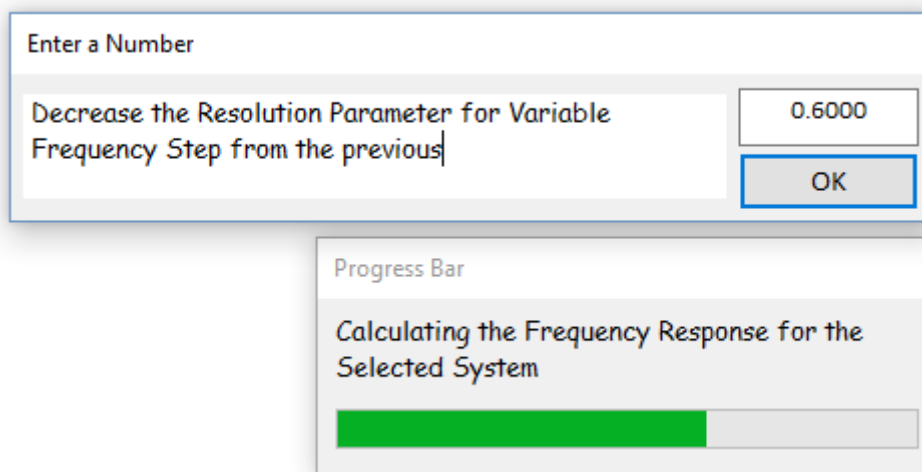 Enter a Number
Decrease the Resolution Parameter for Variable
Frequency Step from the previous
0.6000
OK
Progress Bar
Calculating the Frequency Response for the
Selected System